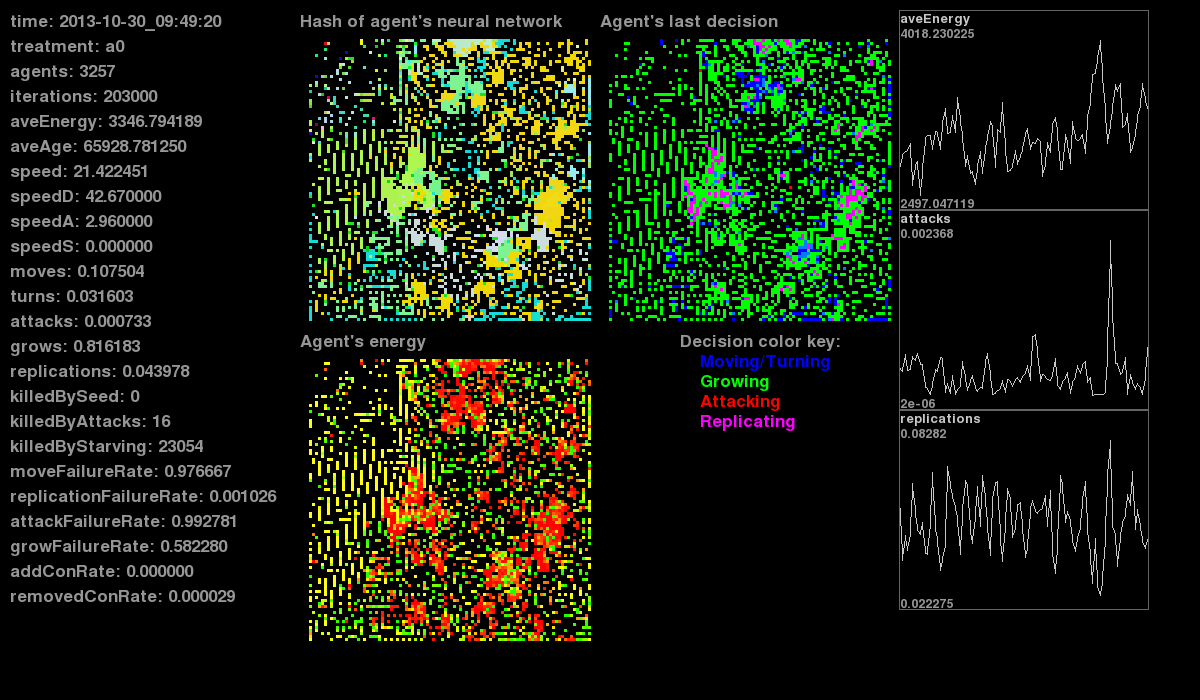 time: 2013-10-30_09:49:20
treatment: a0
agents: 3257
iterations: 203000
aveEnergy: 3346.794189
aveAge: 65928.781250
speed: 21.422451
speedD: 42.670000
speedA: 2.960000
speedS: 0.000000
moves: 0.107504
turns: 0.031603
attacks: 0.000733
grows: 0.816183
replications: 0.043978
killedBySeed: 0
killedByAttacks: 16
killedByStarving: 23054
moveFailureRate: 0.976667
replicationFailureRate: 0.001026
attackFailureRate: 0.992781
growFailureRate: 0.582280
addConRate: 0.000000
removedConRate: 0.000029
Hash of agent's neural network
Agent's last decision
Agent's energy
Decision color key:
Moving/Turning
Growing
Attacking
Replicating
aveEnergy
4018.230225
2497.047119
attacks
0.002368
2e-06
replications
0.08282
0.022275